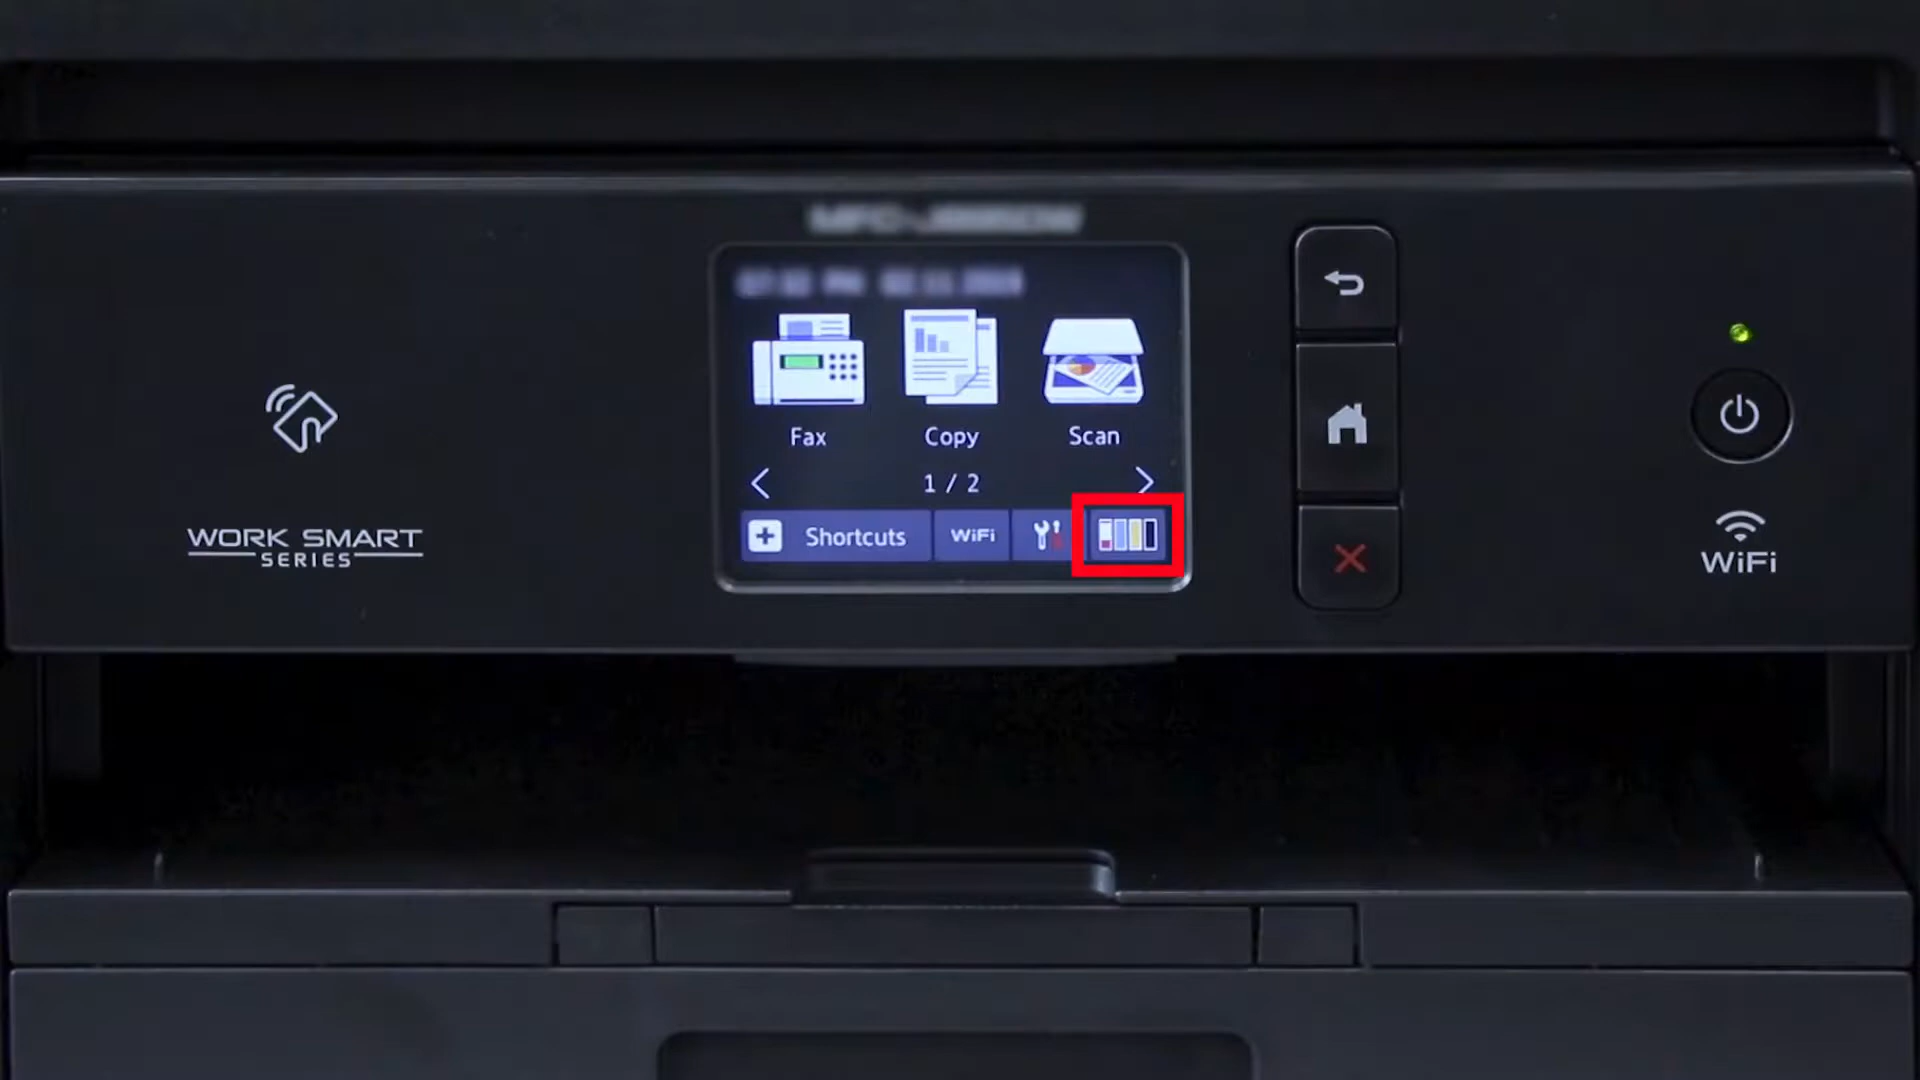 Fax
Copy
Scan
1 / 2
Shortcuts
WiFi
WORK SMART
SERIES
WiFi